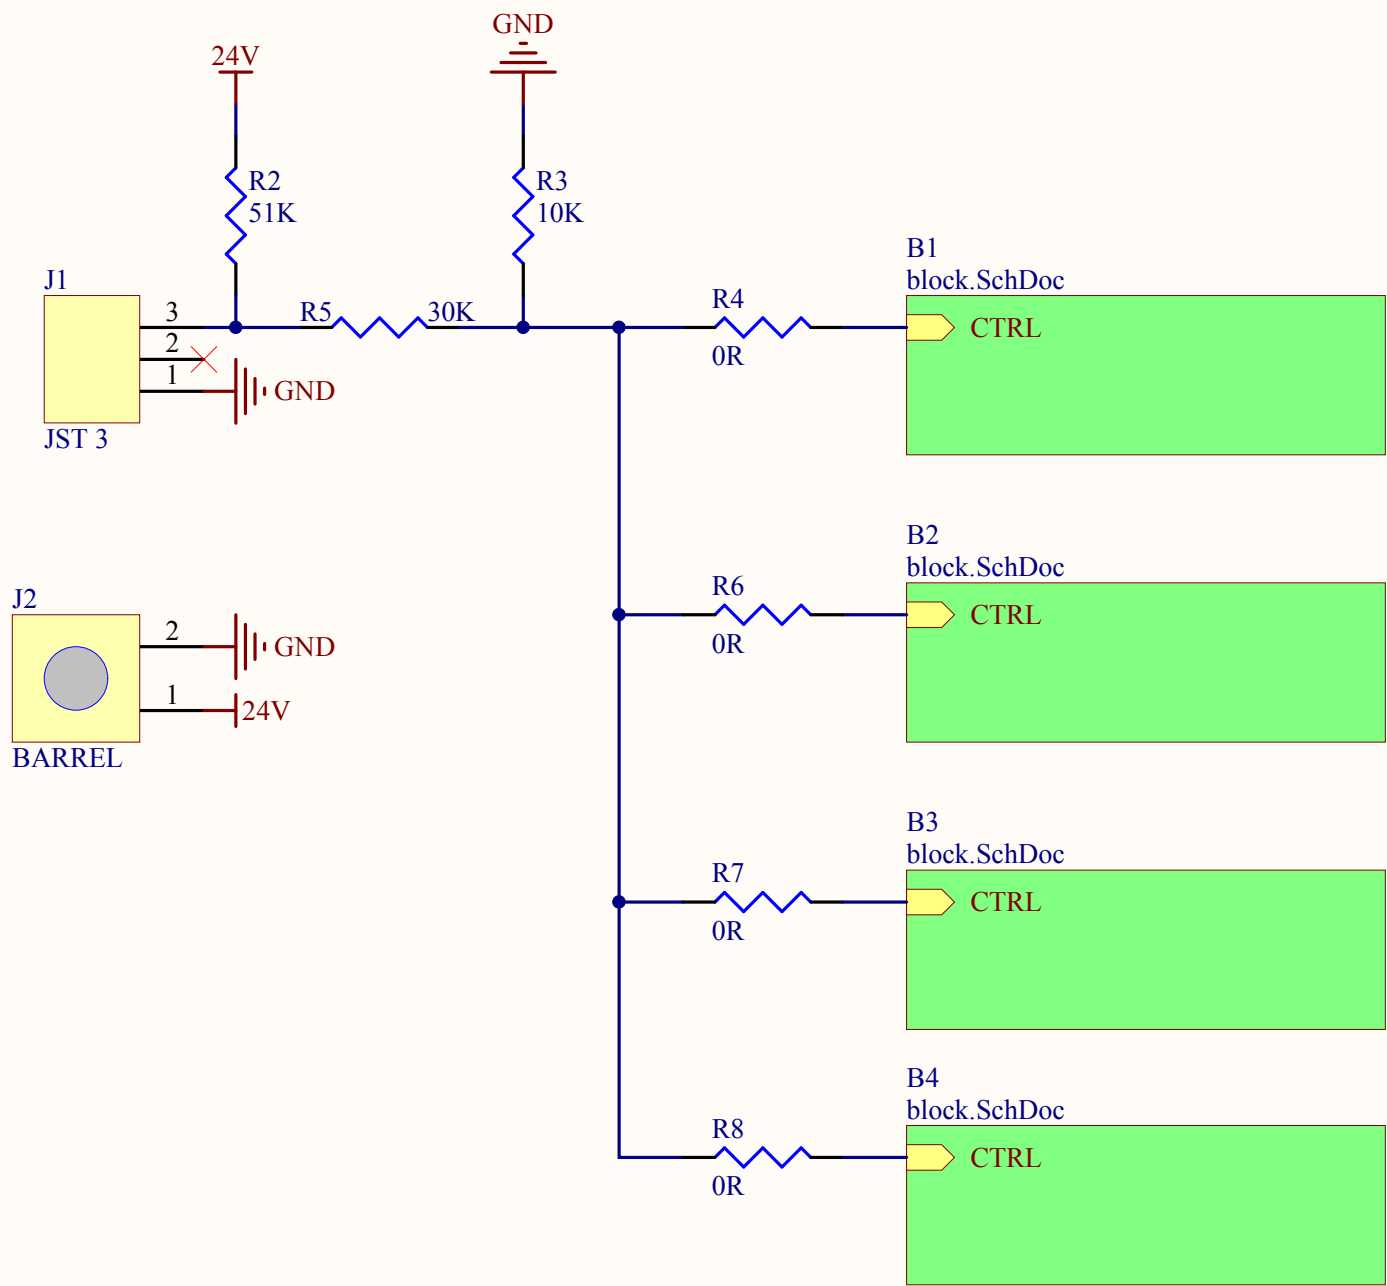 GND
24V
R2
51K
R3
10K
J1
3
2
1
GND
JST 3
R5 30K
R4
0R
B1
block.SchDoc
CTRL
B2
block.SchDoc
R6
0R
CTRL
J2
2
GND
1
24V
BARREL
B3
block.SchDoc
R7
0R
CTRL
B4
block.SchDoc
R8
0R
CTRL